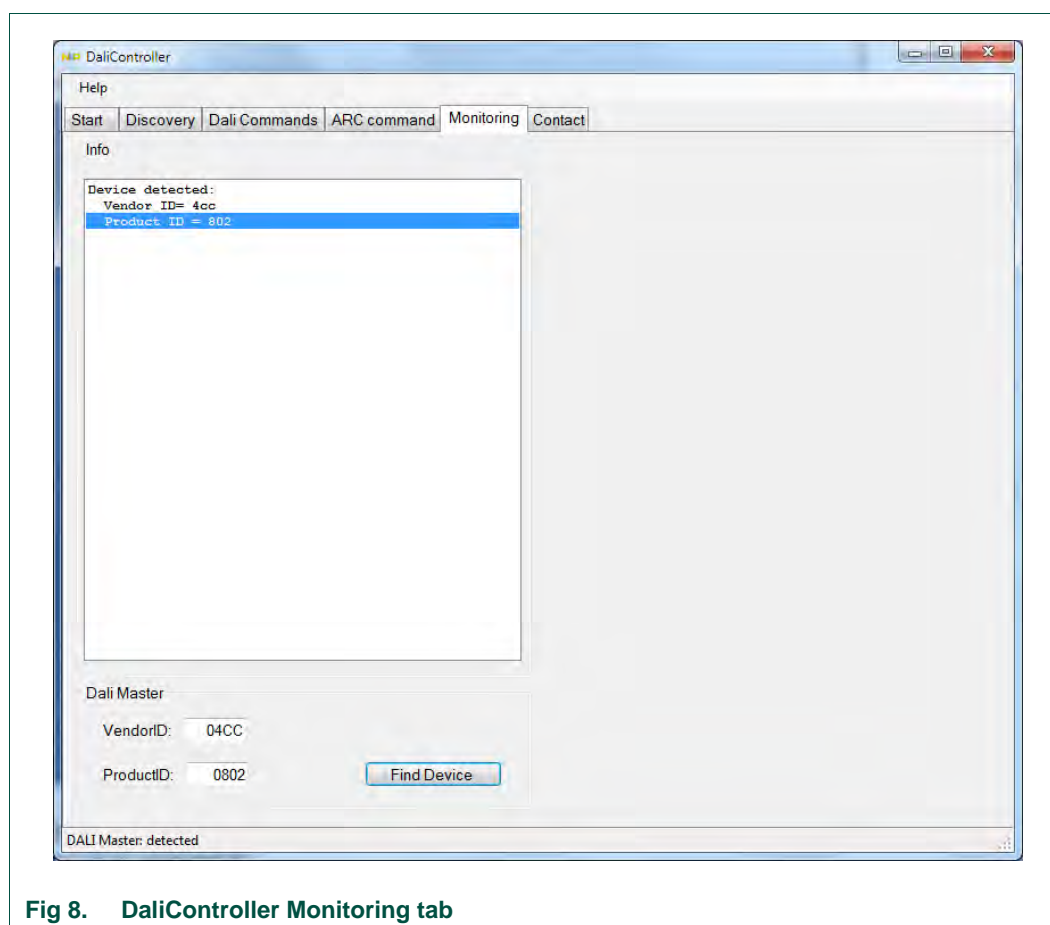 DaliController
Help
Start Discovery Dali Commands ARC command Monitoring Contact
Info
Device detected:
Vendor ID= 4cc
Product ID = 802
Dali Master
VendorID: 04CC
ProductID: 0802 Find Device
DALI Master: detected
Fig 8. DaliController Monitoring tab